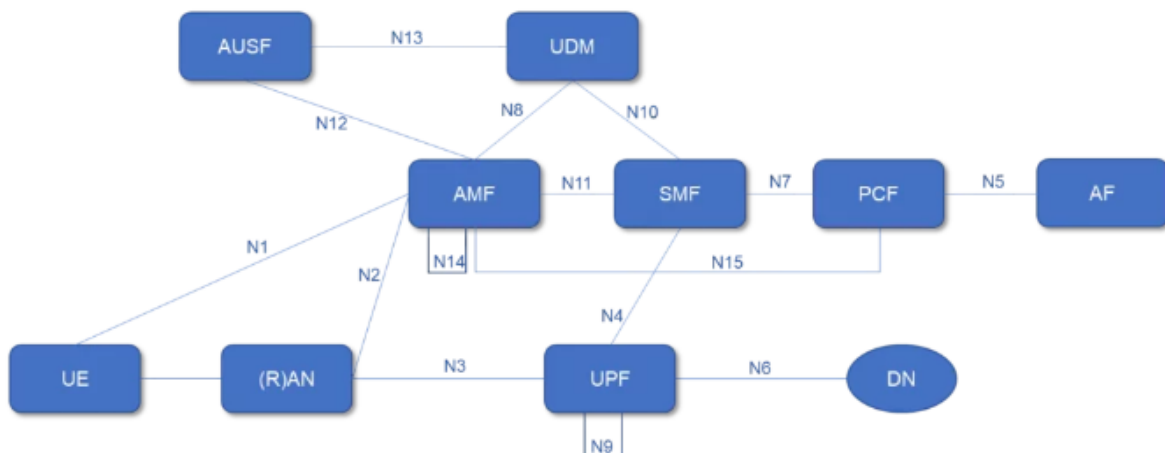 AUSF
N13
UDM
N12
N8
N10
AMF
N11
SMF
N7
PCF
N5
AF
N1
N2
N14
N15
N4
UE
(R)AN
N3
UPF
N6
DN
N9